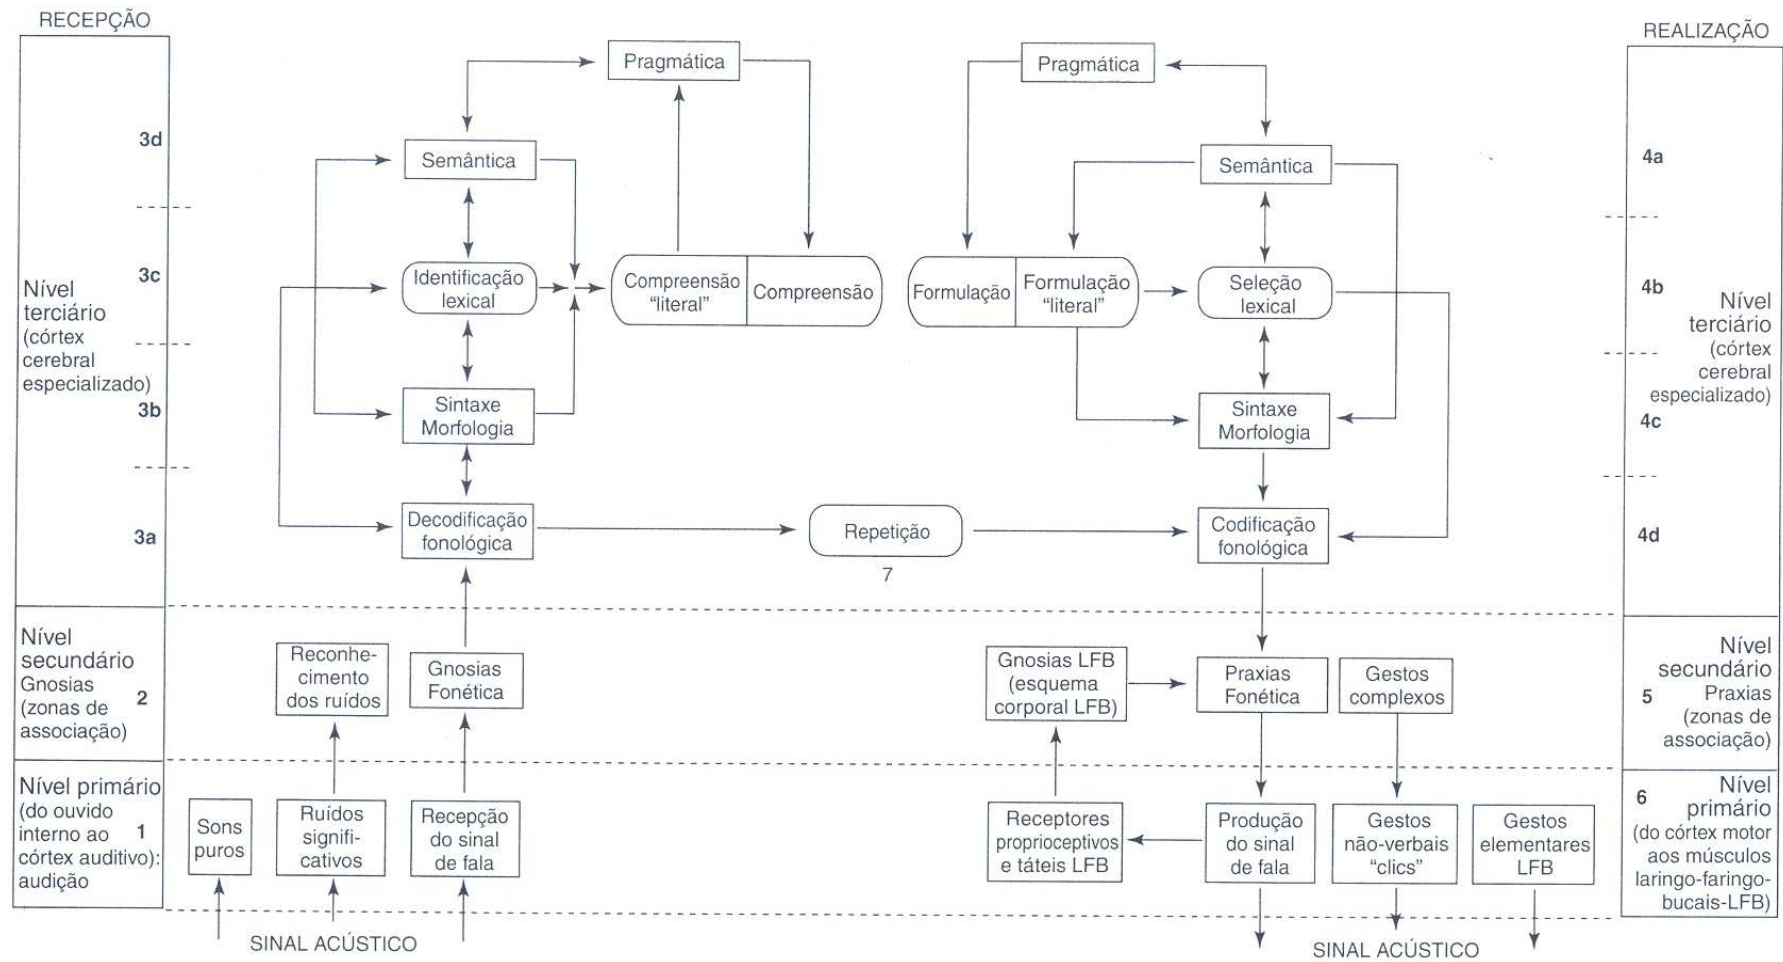 RECEPÇÃO
REALIZAÇÃO
Pragmática
Pragmática
3d
Semântica
Semântica
4a
3c
Identificação
lexical
Compreensão
"literal"
Compreensão
Formulação
Formulação
"literal"
Seleção
lexical
4b
Nível
terciário
(córtex
cerebral
especializado)
Nível
terciário
(córtex
cerebral
especializado)
3b
Sintaxe
Morfologia
Sintaxe
Morfologia
4c
3a
Decodificação
fonológica
Repetição
7
Codificação
fonológica
4d
Nível
secundário
Gnosias
(zonas de
associação)
2
Reconhe-
cimento
dos ruídos
Gnosias
Fonética
Gnosias LFB
(esquema
corporal LFB)
Praxias
Fonética
Gestos
complexos
5
Nível
secundário
Praxias
(zonas de
associação)
Nível primário
(do ouvido
interno ao
córtex auditivo):
audição
1
Sons
puros
Ruídos
signifi-
cativos
Recepção
do sinal
de fala
Receptores
proprioceptivos
e táteis LFB
Produção
do sinal
de fala
Gestos
não-verbais
"clics"
Gestos
elementares
LFB
6
Nível
primário
(do córtex motor
aos músculos
laringo-faringo-
bucais-LFB)
SINAL ACÚSTICO
SINAL ACÚSTICO